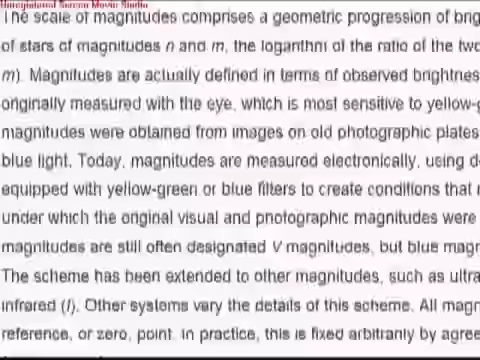 Unregistered Screen Movie Studio
The scale of magnitudes comprises a geometric progression of brig
of stars of magnitudes n and m, the logarithm of the ratio of the two
m). Magnitudes are actually defined in terms of observed brightnes
originally measured with the eye, which is most sensitive to yellow-g
magnitudes were obtained from images on old photographic plates
blue light. Today, magnitudes are measured electronically, using d
equipped with yellow-green or blue filters to create conditions that
under which the original visual and photographic magnitudes were
magnitudes are still often designated V magnitudes, but blue magn
The scheme has been extended to other magnitudes, such as ultra
infrared (I). Other systems vary the details of this scheme. All magn
reference, or zero, point. In practice, this is fixed arbitrarily by agree